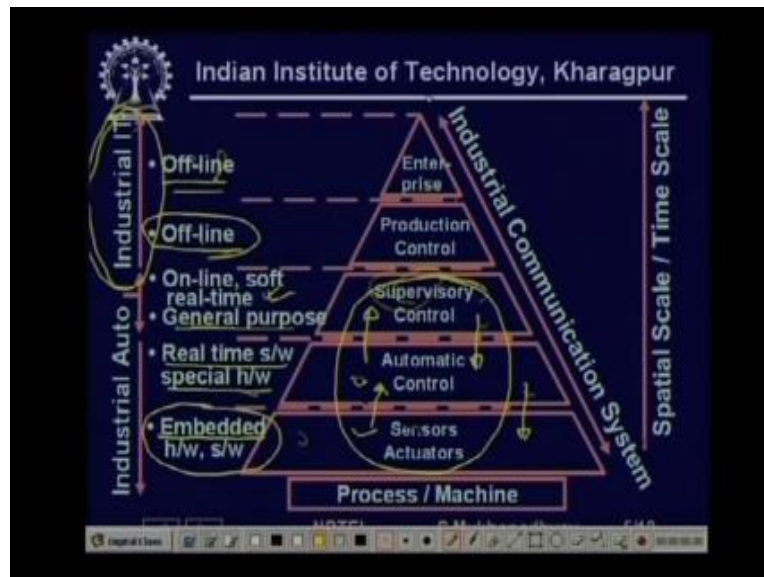 Indian Institute of Technology, Kharagpur
Industrial IT
Industrial Auto
• Off-line
• Off-line
• On-line, soft
real-time
• General purpose
• Real time s/w
special h/w
• Embedded
h/w, s/w
Enter-
prise
Production
Control
Supervisory
Control
Automatic
Control
Sensors
Actuators
Process / Machine
Industrial Communication System
Spatial Scale / Time Scale